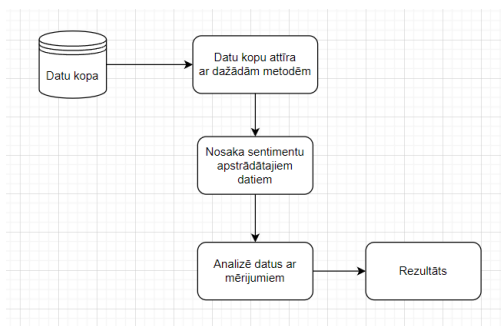 Datu kopa
Datu kopu attīra
ar dažādām metodēm
Nosaka sentimentu
apstrādātajiem
datiem
Analizē datus ar
mērījumiem
Rezultāts